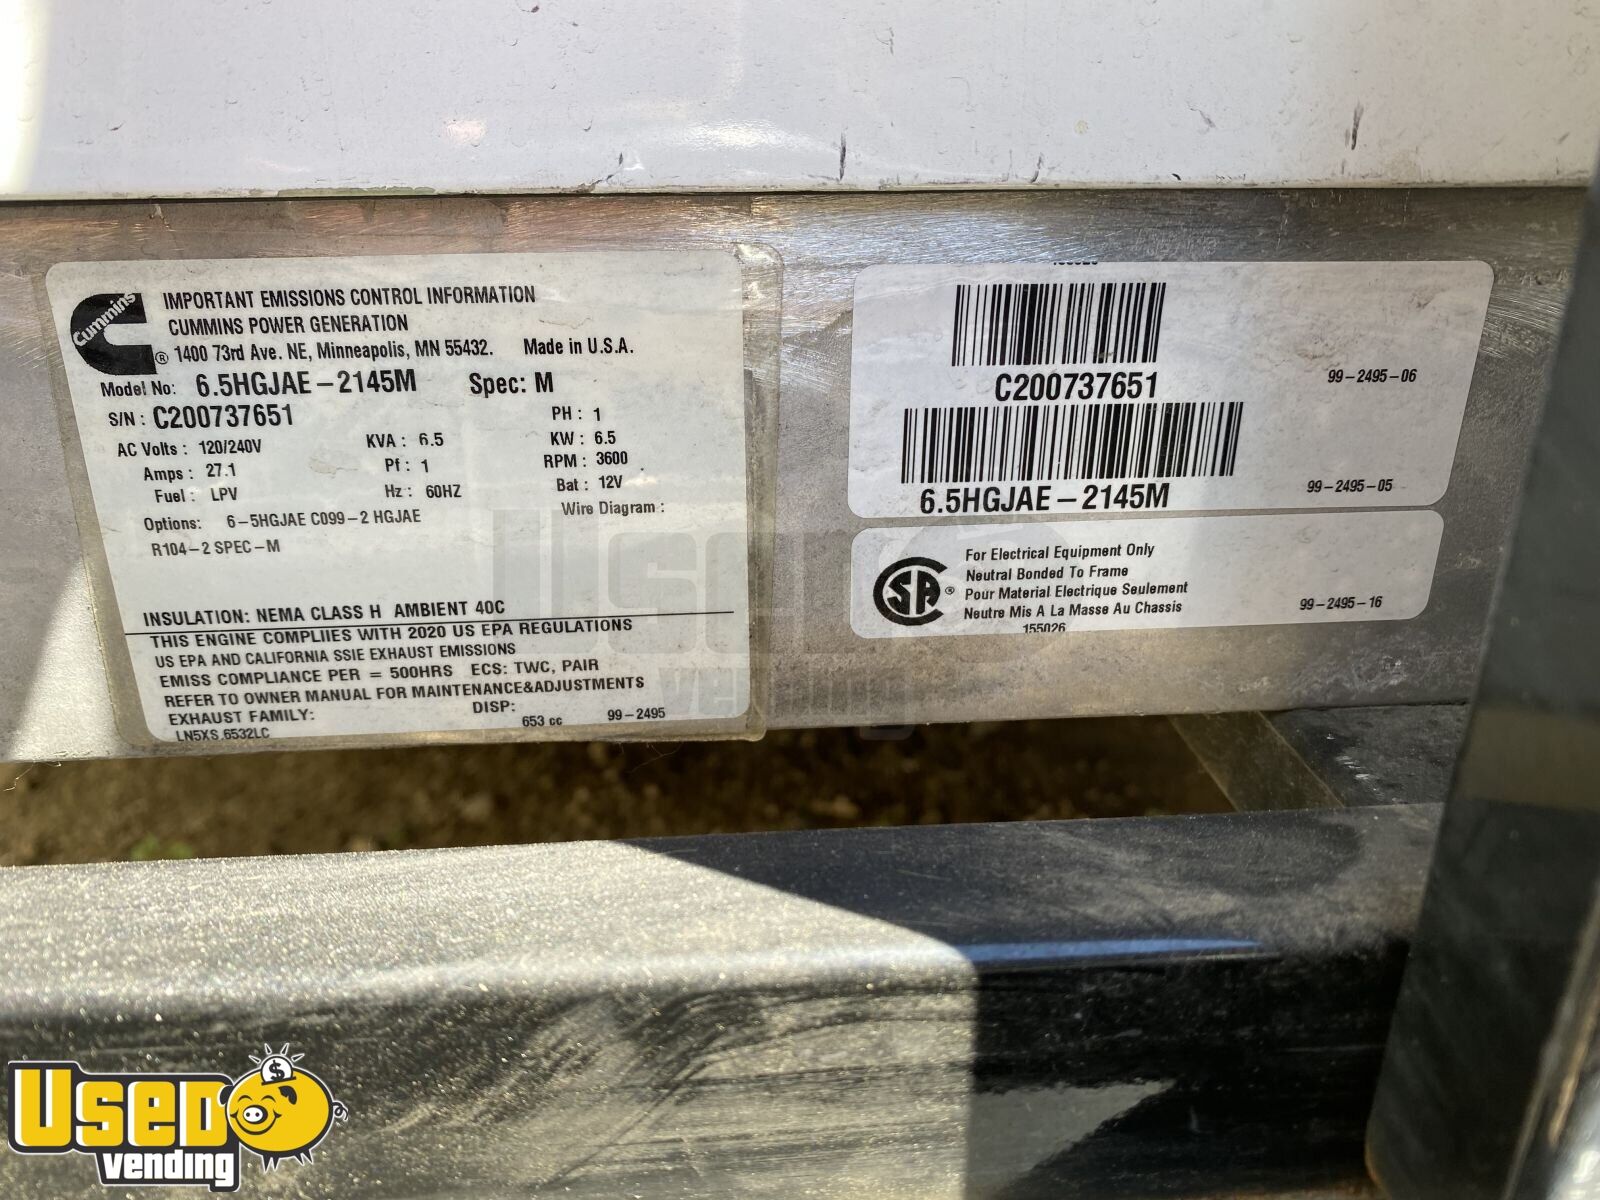 Cummins
®
IMPORTANT EMISSIONS CONTROL INFORMATION
CUMMINS POWER GENERATION
1400 73rd Ave. NE, Minneapolis, MN 55432. Made in U.S.A.
Model No: 6.5HGJAE-2145M Spec: M
S/N: C200737651 PH: 1
AC Volts: 120/240V KVA: 6.5 KW: 6.5
Amps: 27.1 Pf: 1 RPM: 3600
Fuel: LPV Hz: 60HZ Bat: 12V
Options: 6-5HGJAE C099-2 HGJAE Wire Diagram:
R104-2 SPEC-M
INSULATION: NEMA CLASS H AMBIENT 40C
THIS ENGINE COMPLIIES WITH 2020 US EPA REGULATIONS
US EPA AND CALIFORNIA SSIE EXHAUST EMISSIONS
EMISS COMPLIANCE PER = 500HRS ECS: TWC, PAIR
REFER TO OWNER MANUAL FOR MAINTENANCE&ADJUSTMENTS
EXHAUST FAMILY: DISP:
LN5XS.6532LC 653 cc 99-2495
C200737651 99-2495-06
6.5HGJAE-2145M 99-2495-05
CSA ®
For Electrical Equipment Only
Neutral Bonded To Frame
Pour Material Electrique Seulement
Neutre Mis A La Masse Au Chassis 99-2495-16
155026
Used
vending
$
Used
vending